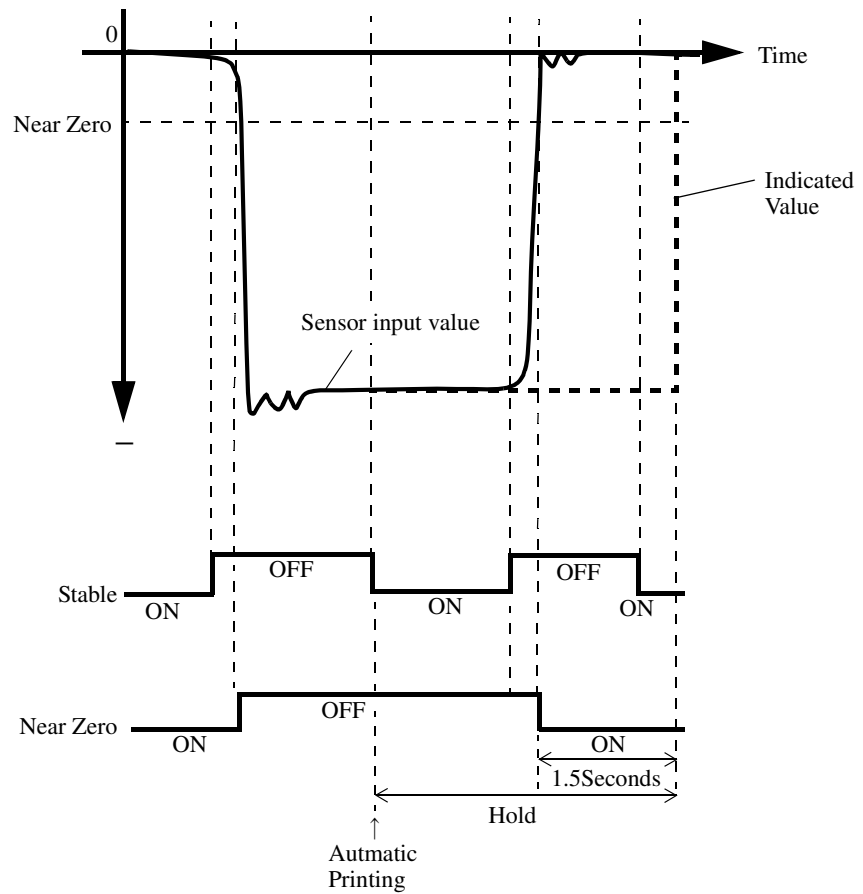 0
Time
Near Zero
Indicated
Value
Sensor input value
–
OFF
OFF
Stable
ON
ON
ON
OFF
Near Zero
ON
ON
1.5Seconds
Hold
↑
Autmatic
Printing